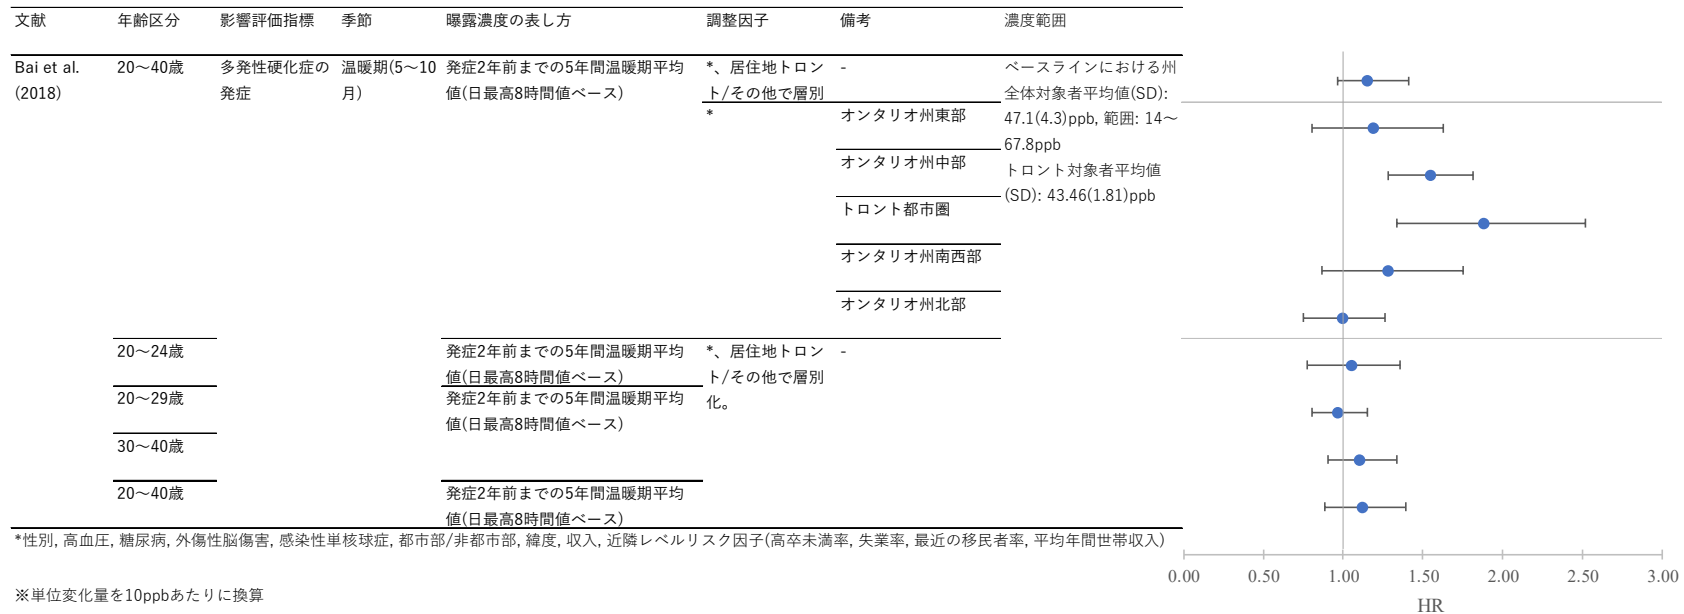 文献 年齢区分 影響評価指標 季節 曝露濃度の表し方 調整因子 備考 濃度範囲
Bai et al. 20～40歳 多発性硬化症の 温暖期(5～10 発症2年前までの5年間温暖期平均 *、居住地トロン - ベースラインにおける州
(2018) 発症 月) 値(日最高8時間値ベース) ト/その他で層別 全体対象者平均値(SD):
* オンタリオ州東部 47.1(4.3)ppb, 範囲: 14～
67.8ppb
オンタリオ州中部 トロント対象者平均値
(SD): 43.46(1.81)ppb
トロント都市圏
オンタリオ州南西部
オンタリオ州北部
20～24歳 発症2年前までの5年間温暖期平均 *、居住地トロン -
値(日最高8時間値ベース) ト/その他で層別
20～29歳 発症2年前までの5年間温暖期平均 化。
値(日最高8時間値ベース)
30～40歳
20～40歳 発症2年前までの5年間温暖期平均
値(日最高8時間値ベース)
*性別, 高血圧, 糖尿病, 外傷性脳傷害, 感染性単核球症, 都市部/非都市部, 緯度, 収入, 近隣レベルリスク因子(高卒未満率, 失業率, 最近の移民者率, 平均年間世帯収入)
0.00 0.50 1.00 1.50 2.00 2.50 3.00
※単位変化量を10ppbあたりに換算
HR